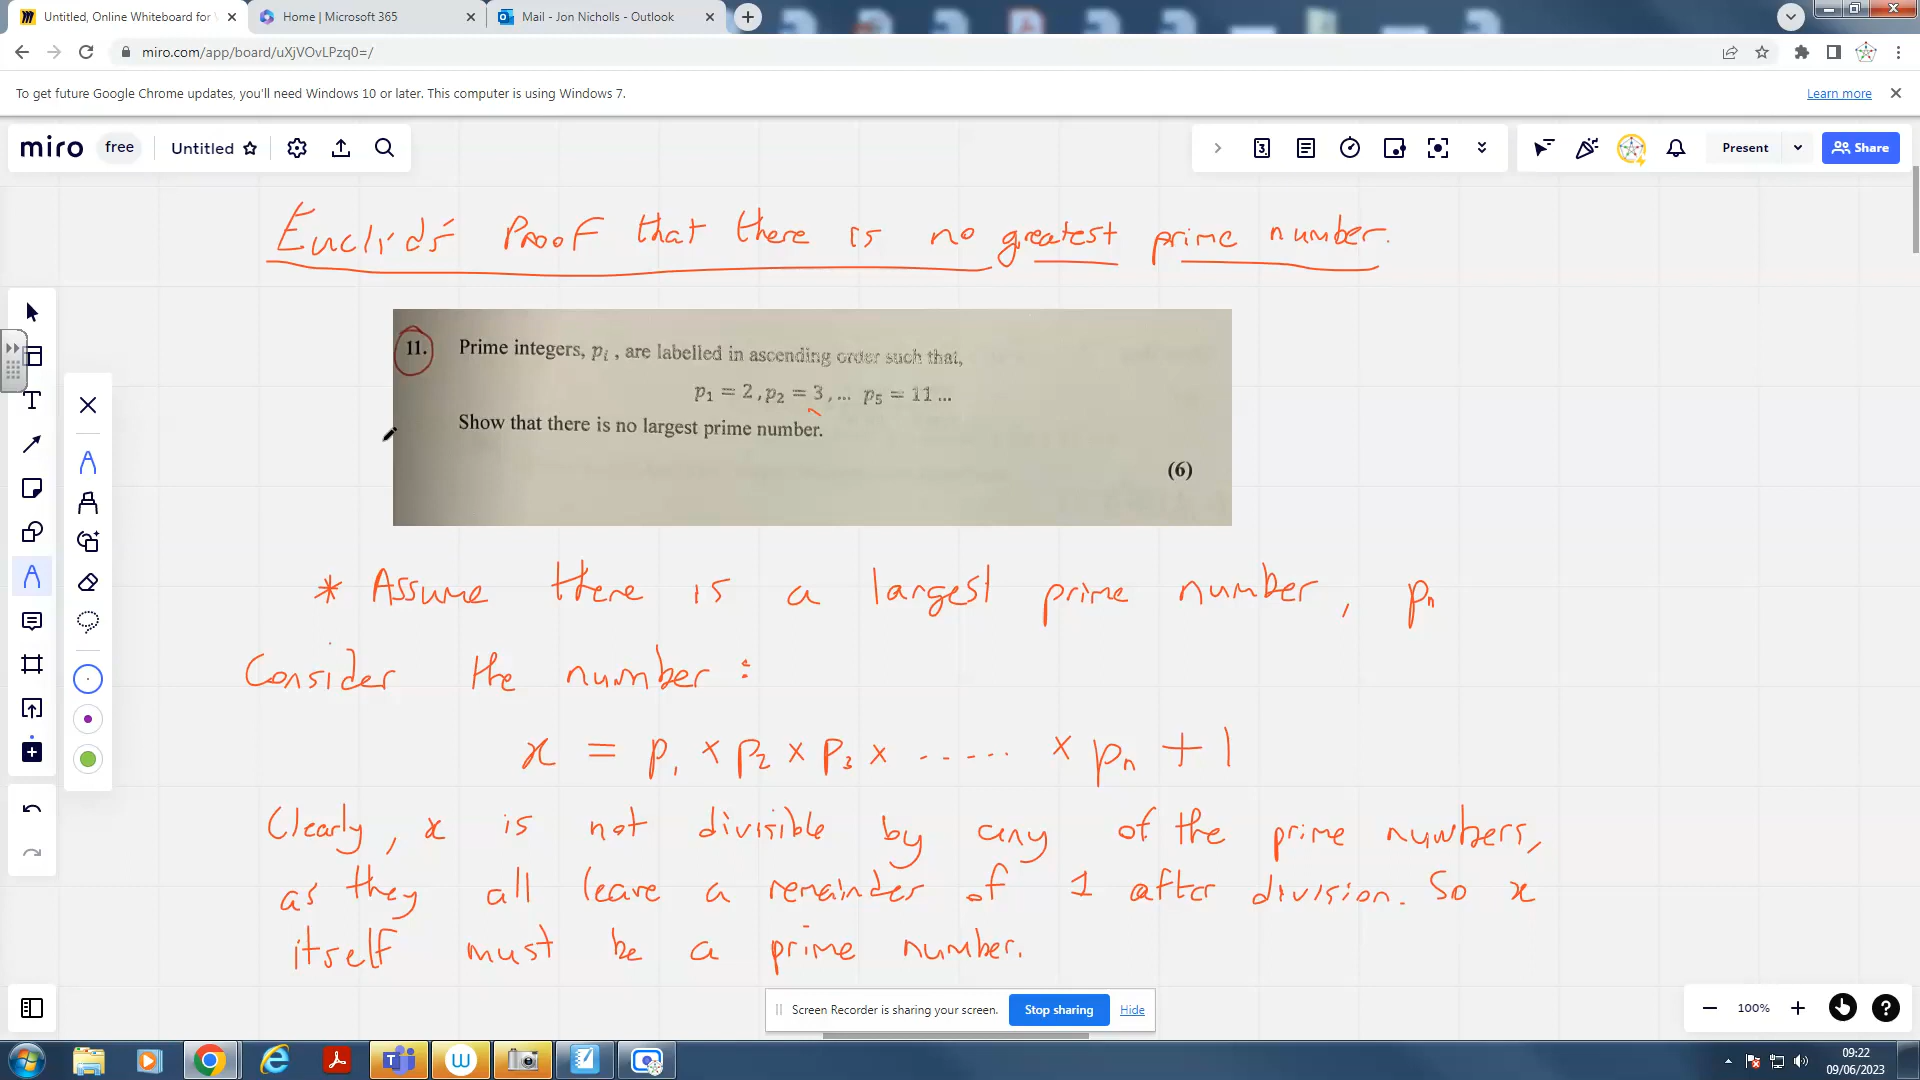 Untitled, Online Whiteboard for
Home | Microsoft 365
Mail - Jon Nicholls - Outlook
miro.com/app/board/uXjVOvLPzq0=/
To get future Google Chrome updates, you'll need Windows 10 or later. This computer is using Windows 7.
Learn more
miro free Untitled
3
Present
Share
Euclid's Proof that there is no greatest prime number.
11. Prime integers, pᵢ, are labelled in ascending order such that,
p₁ = 2, p₂ = 3, ... p₅ = 11 ...
Show that there is no largest prime number.
(6)
* Assume there is a largest prime number, pₙ
Consider the number:
x = p₁ × p₂ × p₃ × ...... × pₙ + 1
Clearly, x is not divisible by any of the prime numbers,
as they all leave a remainder of 1 after division. So x
itself must be a prime number.
Screen Recorder is sharing your screen.
Stop sharing
Hide
100%
09:22
09/06/2023